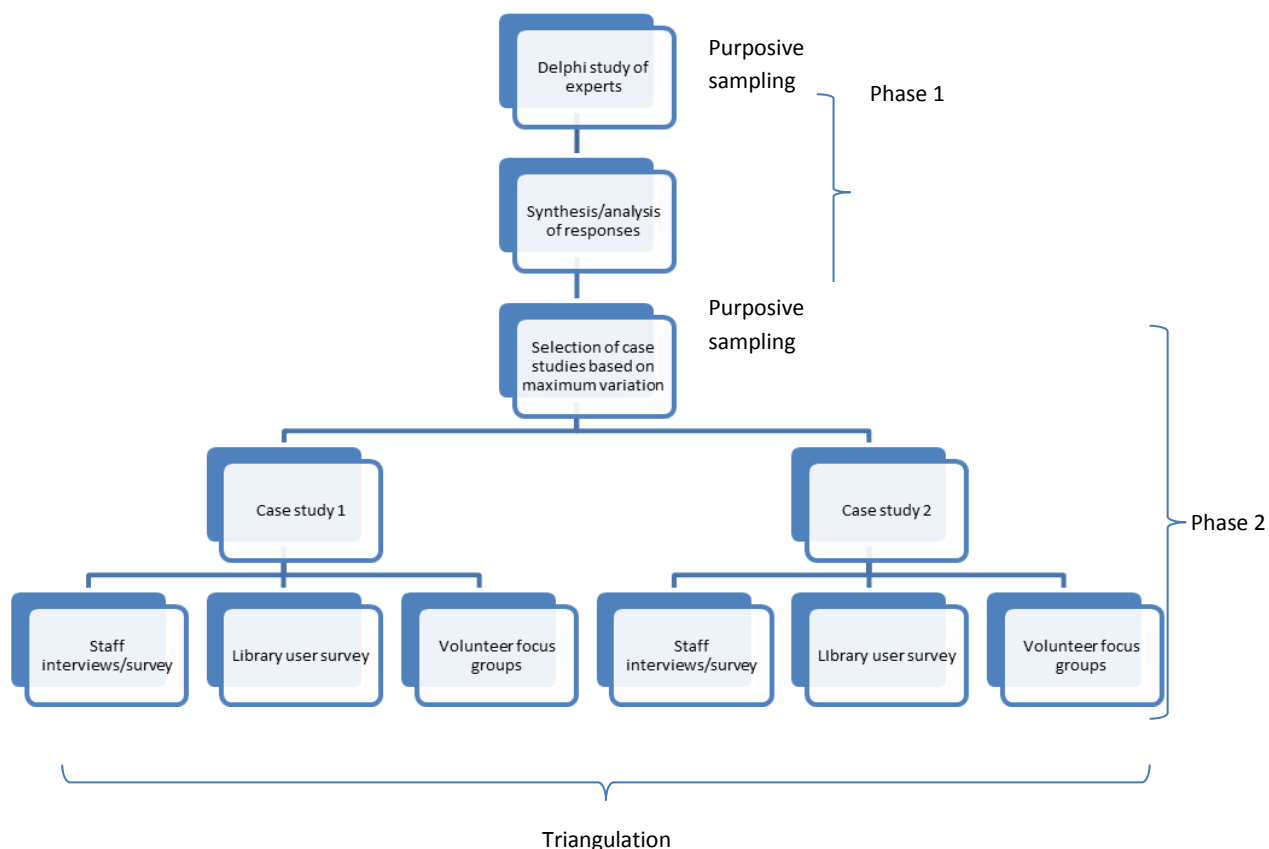 Delphi study of
experts
Purposive
sampling
Phase 1
Synthesis/analysis
of responses
Selection of case
studies based on
maximum variation
Purposive
sampling
Case study 1
Case study 2
Phase 2
Staff
interviews/survey
Library user survey
Volunteer focus
groups
Staff
interviews/survey
LIbrary user survey
Volunteer focus
groups
Triangulation